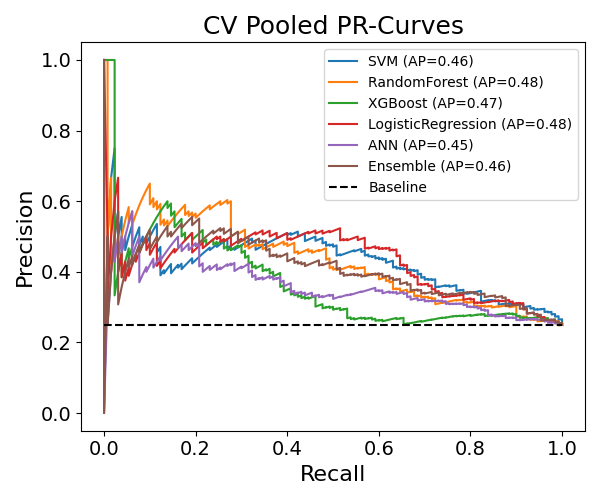 CV Pooled PR-Curves
SVM (AP=0.46)
RandomForest (AP=0.48)
XGBoost (AP=0.47)
LogisticRegression (AP=0.48)
ANN (AP=0.45)
Ensemble (AP=0.46)
Baseline
Precision
1.0
0.8
0.6
0.4
0.2
0.0
0.0 0.2 0.4 0.6 0.8 1.0
Recall